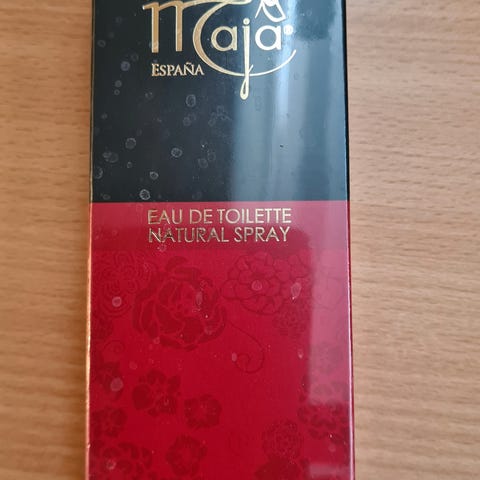 Maja®
ESPAÑA
EAU DE TOILETTE
NATURAL SPRAY